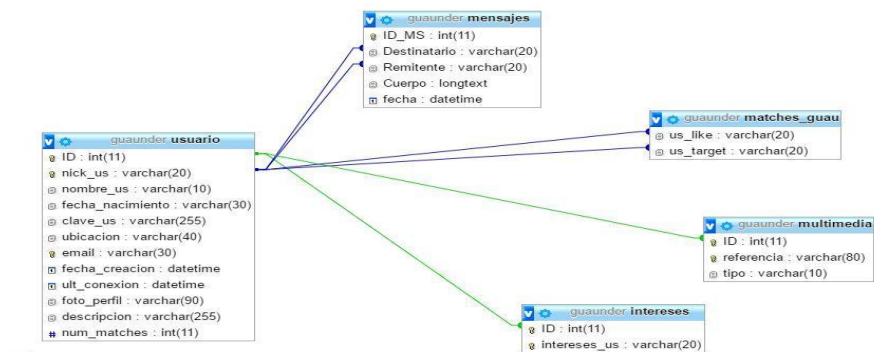 guaunder mensajes
ID_MS : int(11)
Destinatario : varchar(20)
Remitente : varchar(20)
Cuerpo : longtext
fecha : datetime
guaunder matches_guau
us_like : varchar(20)
us_target : varchar(20)
guaunder usuario
ID : int(11)
nick_us : varchar(20)
nombre_us : varchar(10)
fecha_nacimiento : varchar(30)
clave_us : varchar(255)
ubicacion : varchar(40)
email : varchar(30)
fecha_creacion : datetime
ult_conexion : datetime
foto_perfil : varchar(90)
descripcion : varchar(255)
# num_matches : int(11)
guaunder multimedia
ID : int(11)
referencia : varchar(80)
tipo : varchar(10)
guaunder intereses
ID : int(11)
intereses_us : varchar(20)